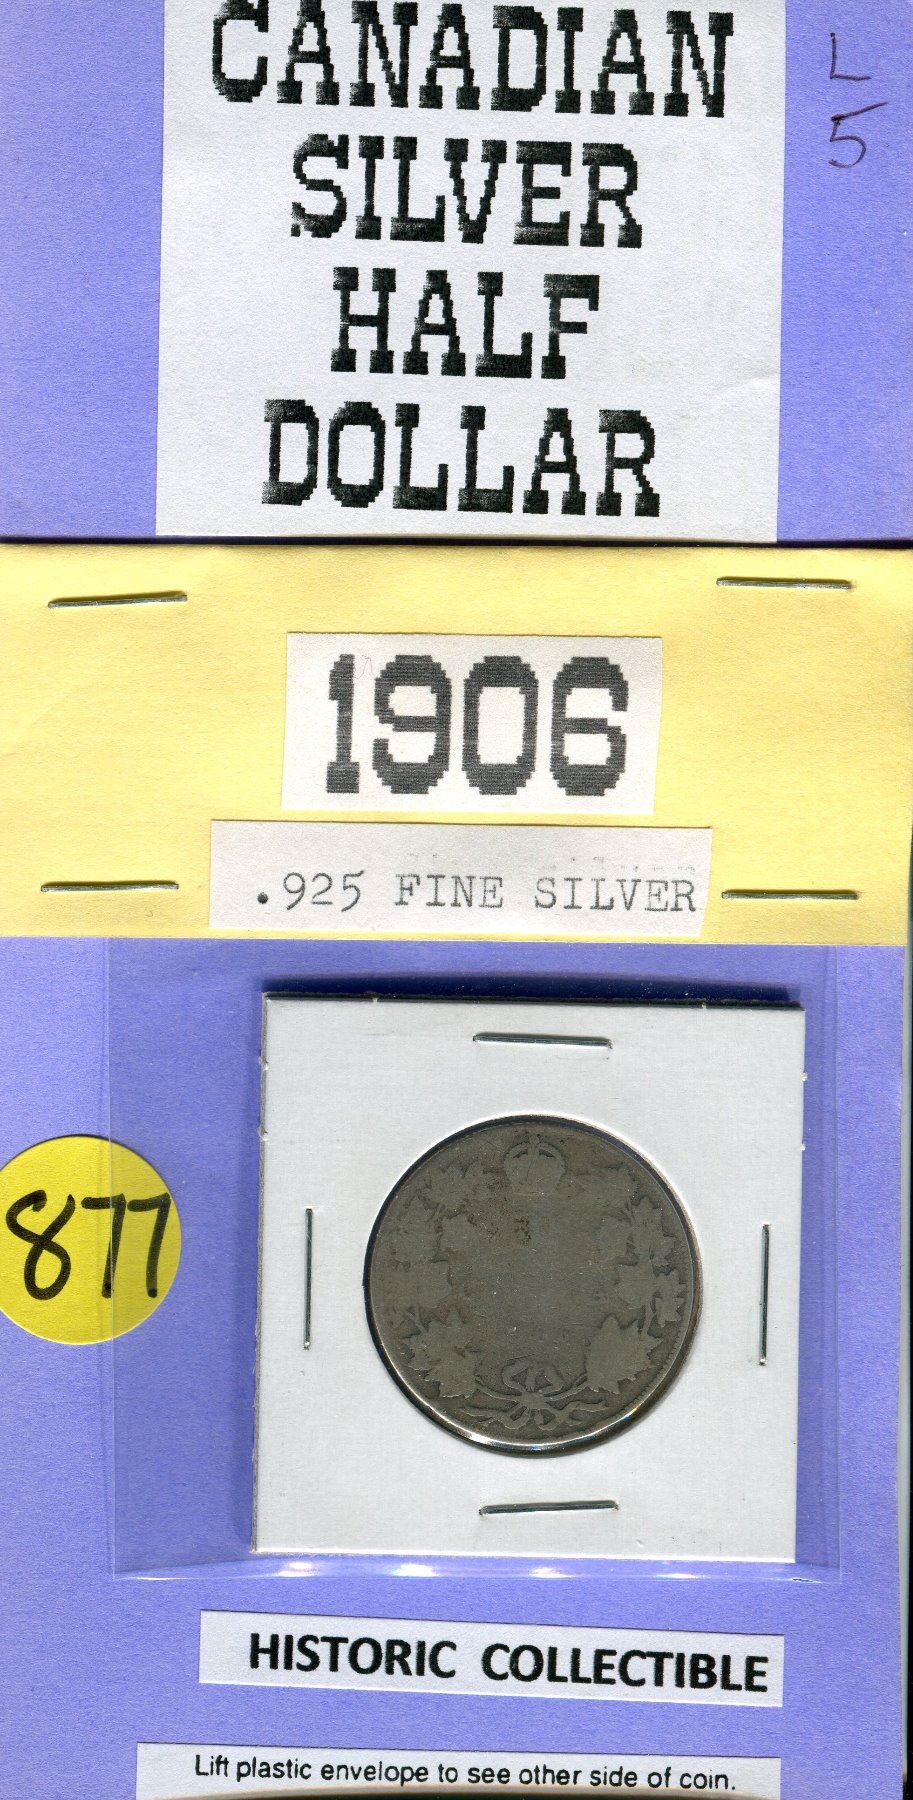 CANADIAN
L
5
SILVER
HALF
DOLLAR
1906
.925 FINE SILVER
877
HISTORIC COLLECTIBLE
Lift plastic envelope to see other side of coin.